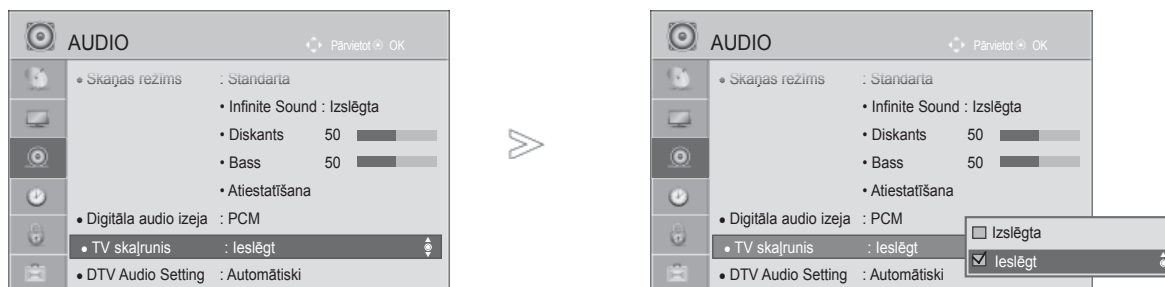 AUDIO
Pārvietot OK
• Skaņas režīms : Standarta
• Infinite Sound : Izslēgta
• Diskants 50
• Bass 50
• Atiestatīšana
• Digitāla audio izeja : PCM
• TV skaļrunis : Ieslēgt
• DTV Audio Setting : Automātiski
>
AUDIO
Pārvietot OK
• Skaņas režīms : Standarta
• Infinite Sound : Izslēgta
• Diskants 50
• Bass 50
• Atiestatīšana
• Digitāla audio izeja : PCM
• TV skaļrunis : Ieslēgt
• DTV Audio Setting : Automātiski
Izslēgta
Ieslēgt